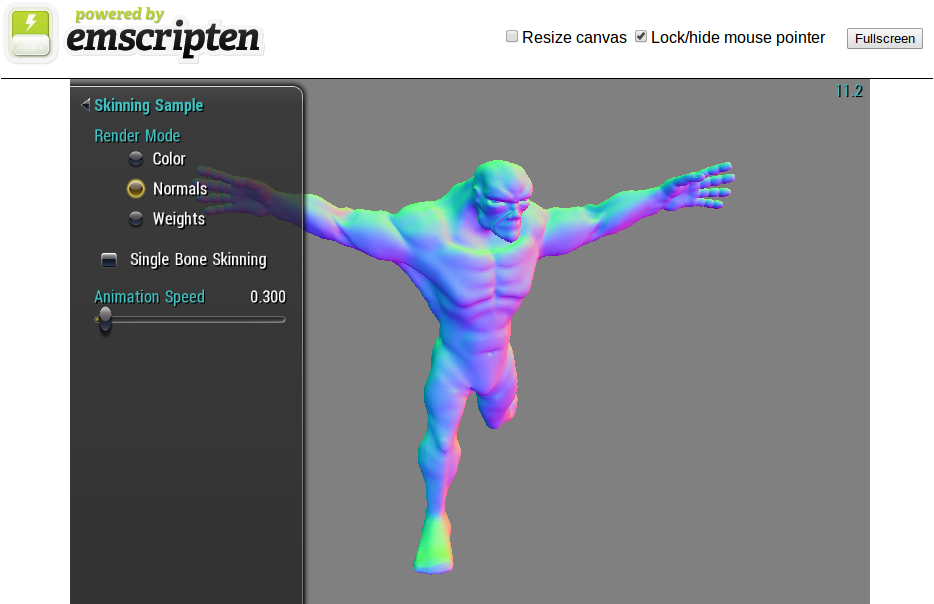 powered by
emscripten
Resize canvas Lock/hide mouse pointer Fullscreen
11.2
Skinning Sample
Render Mode
Color
Normals
Weights
Single Bone Skinning
Animation Speed 0.300